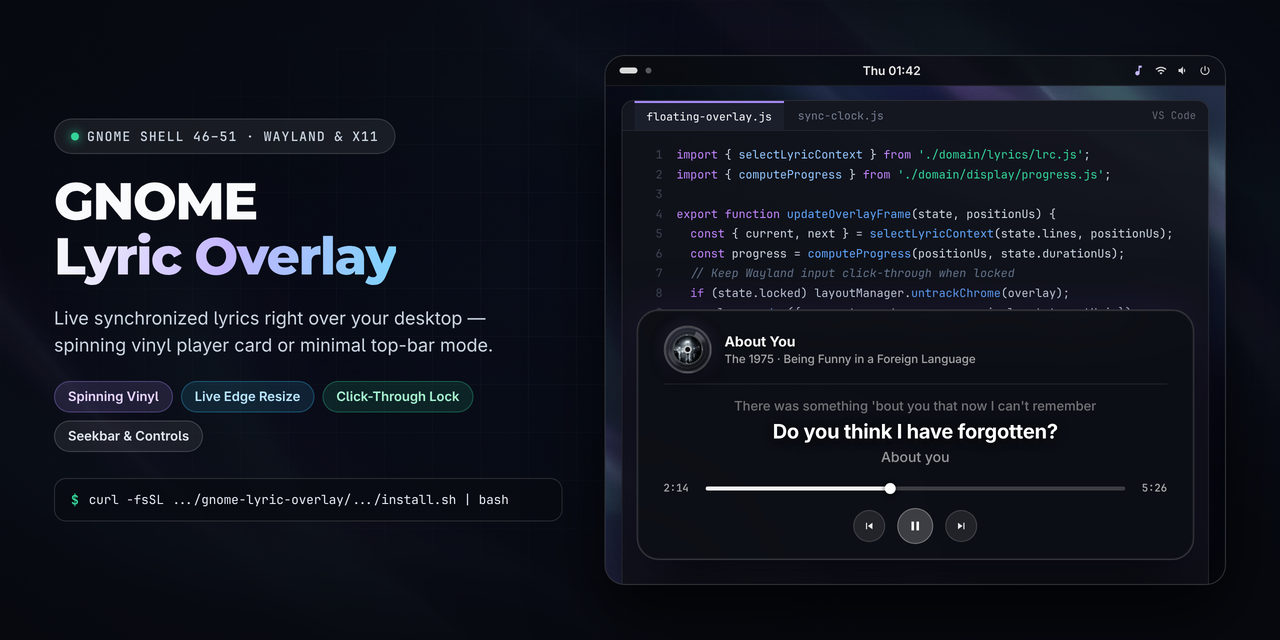 GNOME SHELL 46–51 · WAYLAND & X11
GNOME
Lyric Overlay
Live synchronized lyrics right over your desktop —
spinning vinyl player card or minimal top-bar mode.
Spinning Vinyl
Live Edge Resize
Click-Through Lock
Seekbar & Controls
$ curl -fsSL .../gnome-lyric-overlay/.../install.sh | bash
Thu 01:42
floating-overlay.js
sync-clock.js
VS Code
1 import { selectLyricContext } from './domain/lyrics/lrc.js';
2 import { computeProgress } from './domain/display/progress.js';
3
4 export function updateOverlayFrame(state, positionUs) {
5 const { current, next } = selectLyricContext(state.lines, positionUs);
6 const progress = computeProgress(positionUs, state.durationUs);
7 // Keep Wayland input click-through when locked
8 if (state.locked) layoutManager.untrackChrome(overlay);
About You
The 1975 · Being Funny in a Foreign Language
There was something 'bout you that now I can't remember
Do you think I have forgotten?
About you
2:14
5:26